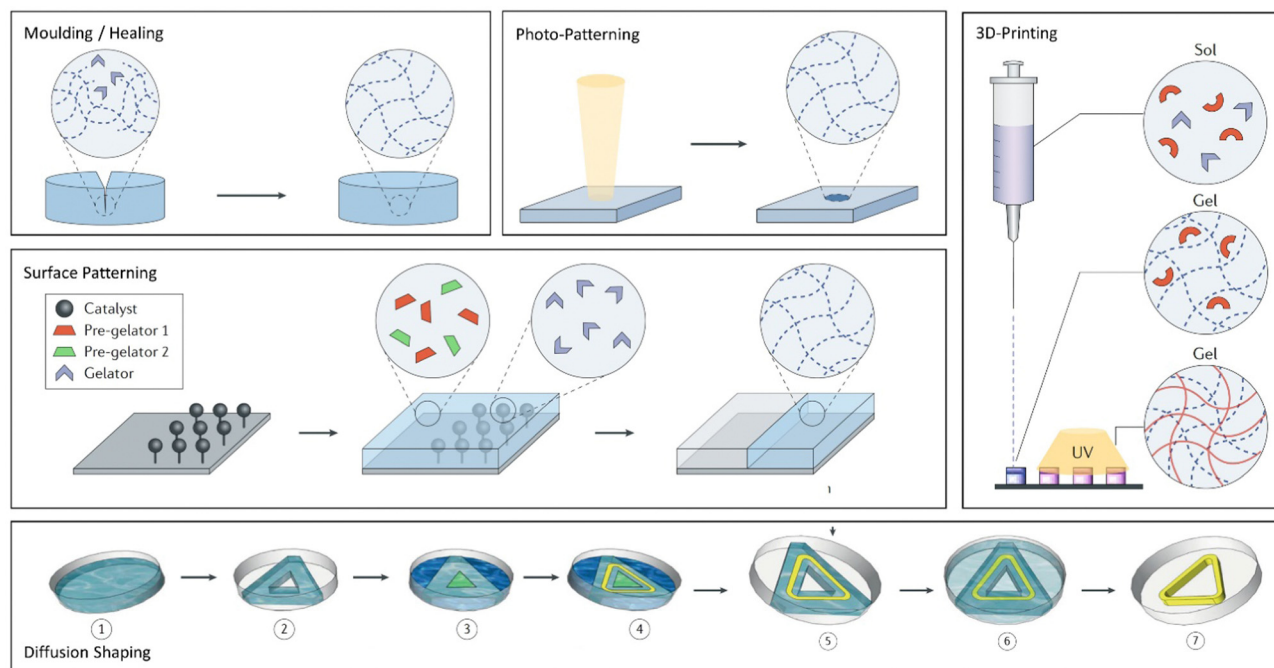 Moulding / Healing
Photo-Patterning
3D-Printing
Sol
Gel
Gel
UV
Surface Patterning
Catalyst
Pre-gelator 1
Pre-gelator 2
Gelator
1
2
3
4
5
6
7
Diffusion Shaping